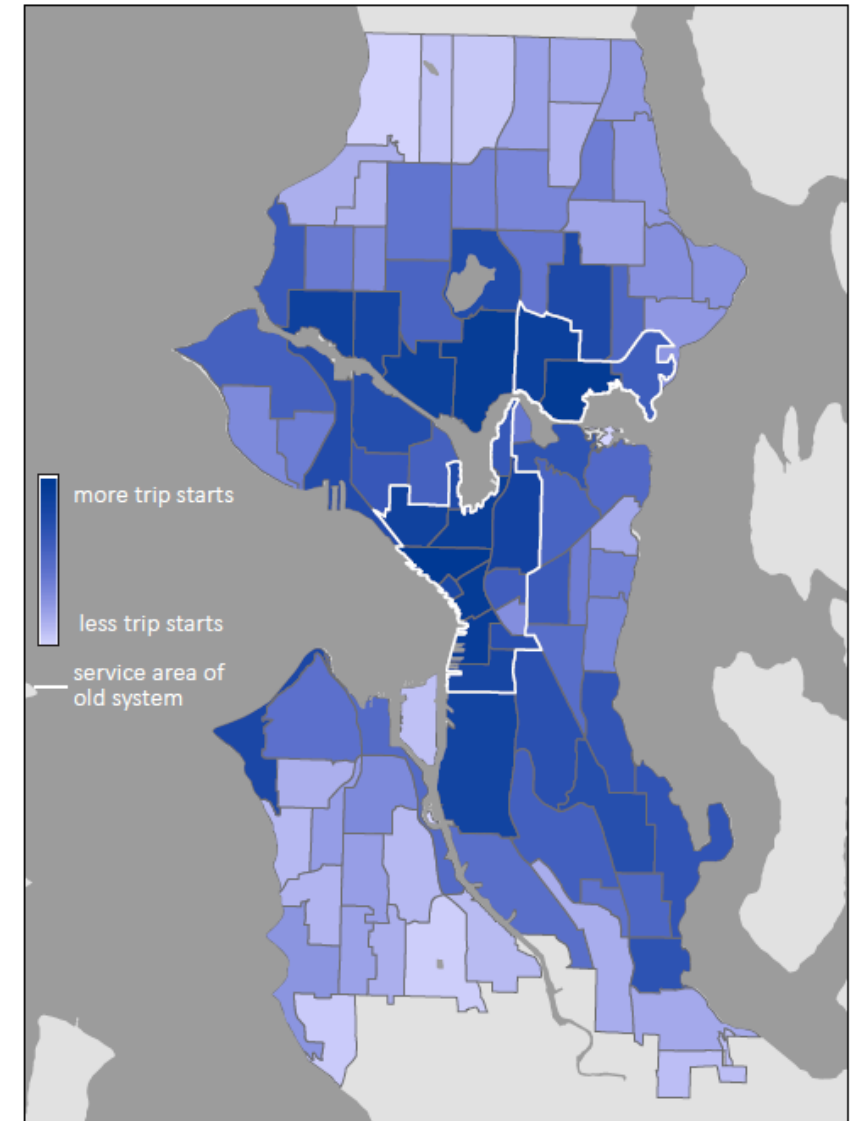 more trip starts
less trip starts
service area of
old system